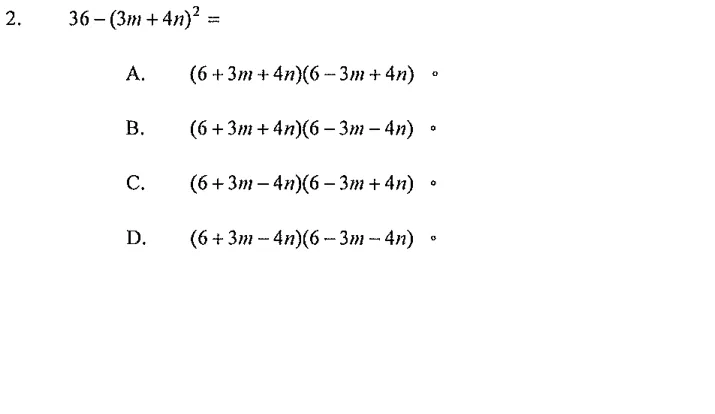 2. 36 – (3m + 4n)² =
A. (6 + 3m + 4n)(6 – 3m + 4n) 。
B. (6 + 3m + 4n)(6 – 3m – 4n) 。
C. (6 + 3m – 4n)(6 – 3m + 4n) 。
D. (6 + 3m – 4n)(6 – 3m – 4n) 。